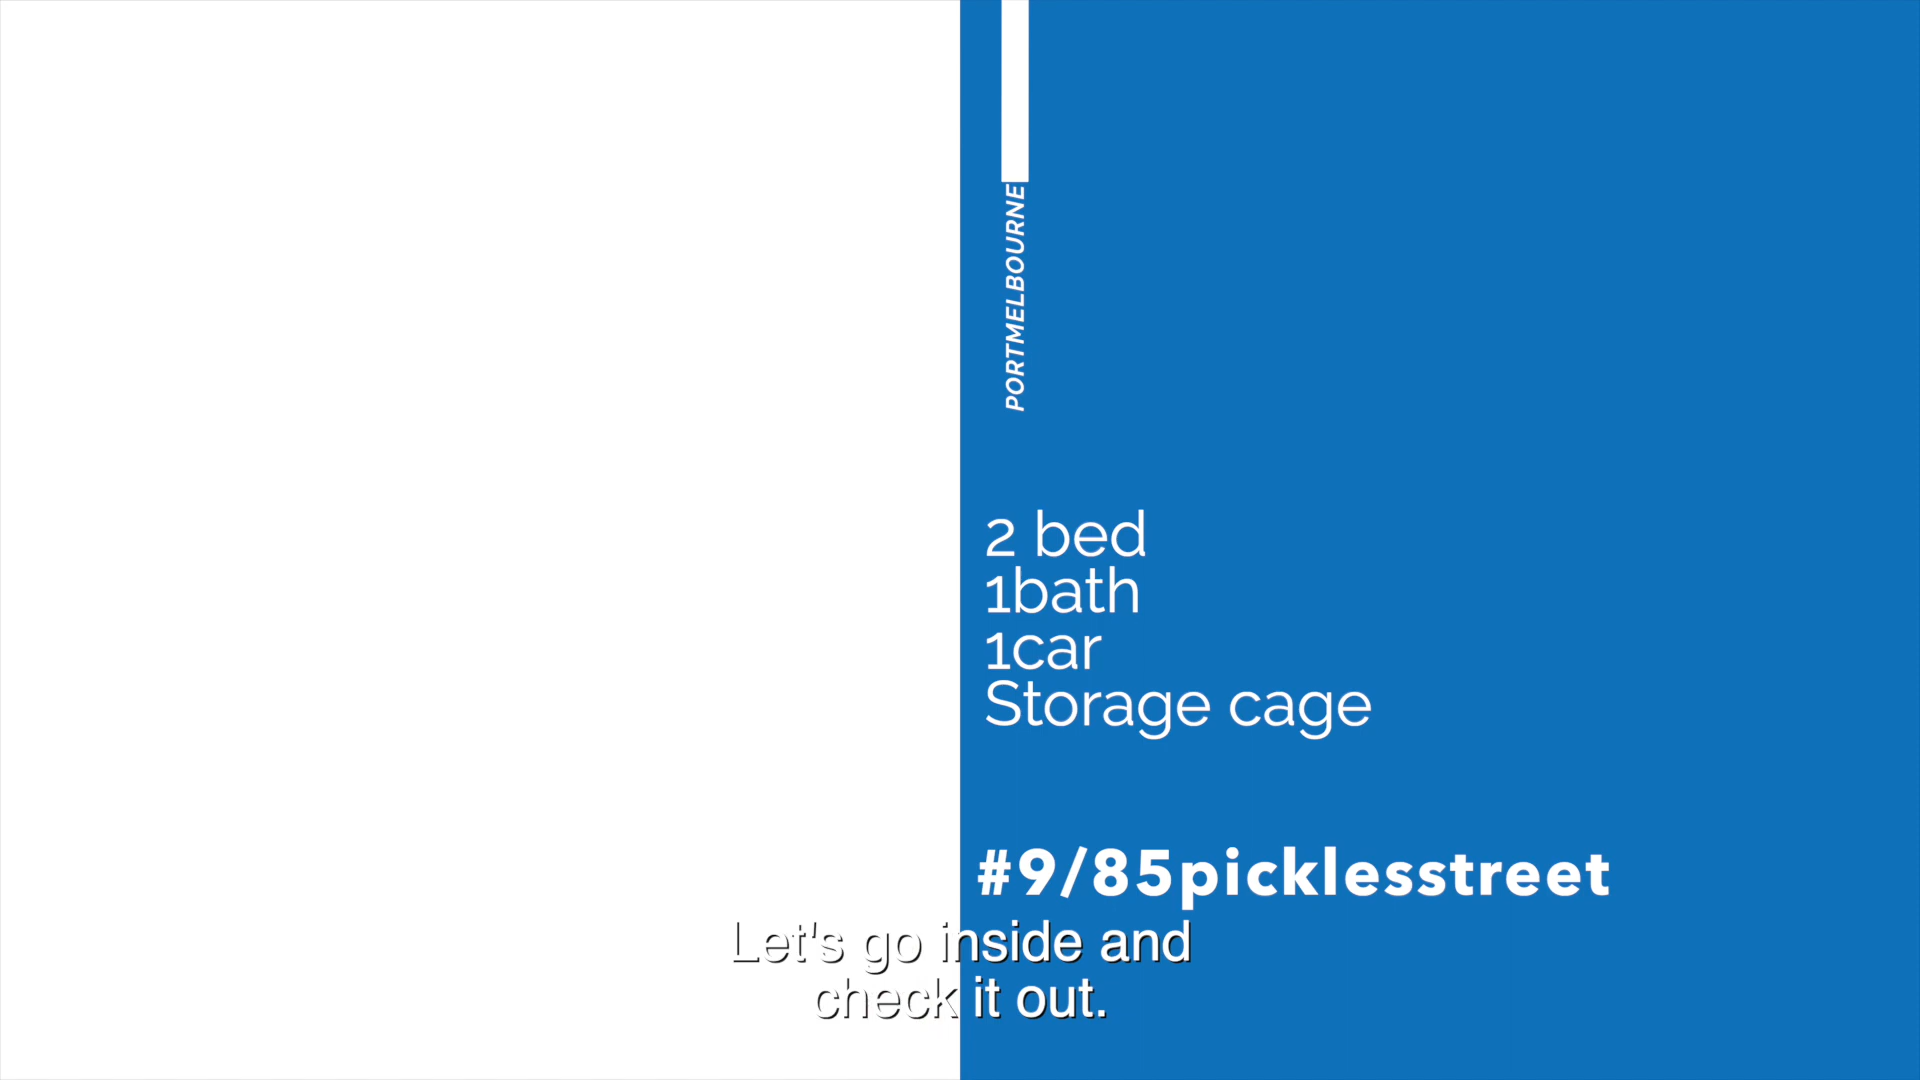 PORTMELBOURNE
2 bed
1bath
1car
Storage cage
#9/85picklesstreet
Let's go inside and
check it out.